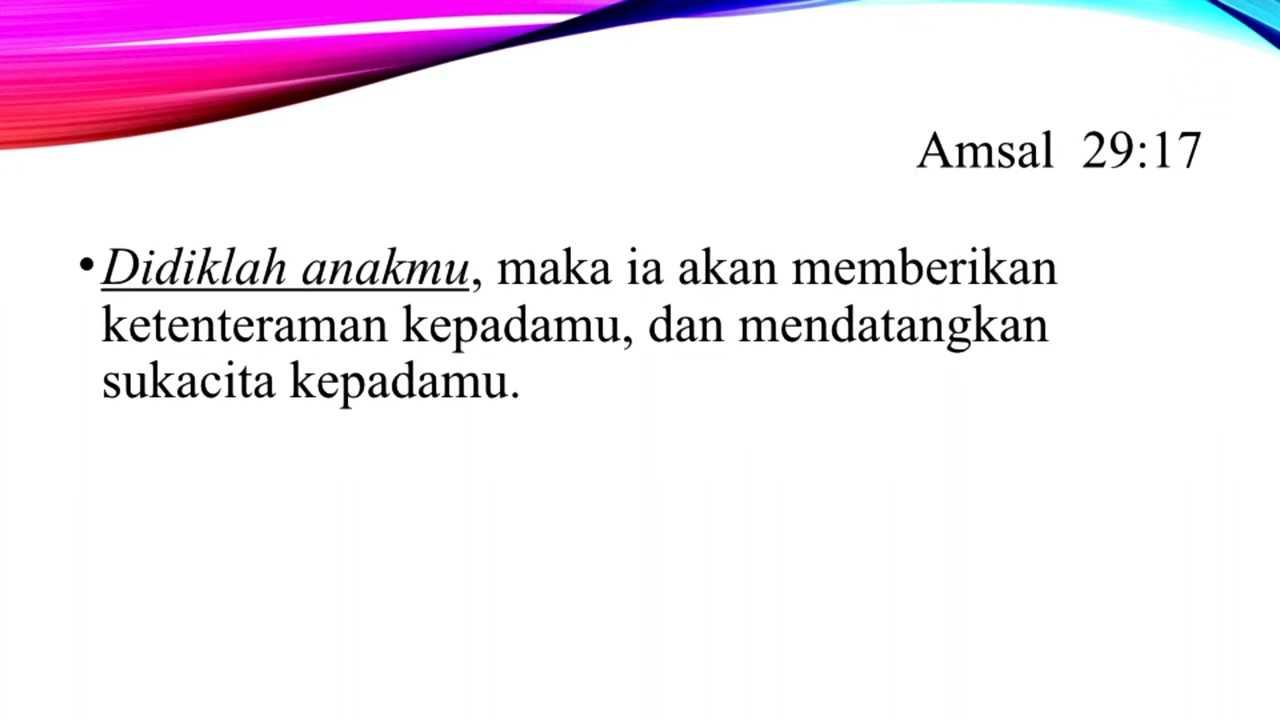 Amsal 29:17
•Didiklah anakmu, maka ia akan memberikan
ketenteraman kepadamu, dan mendatangkan
sukacita kepadamu.